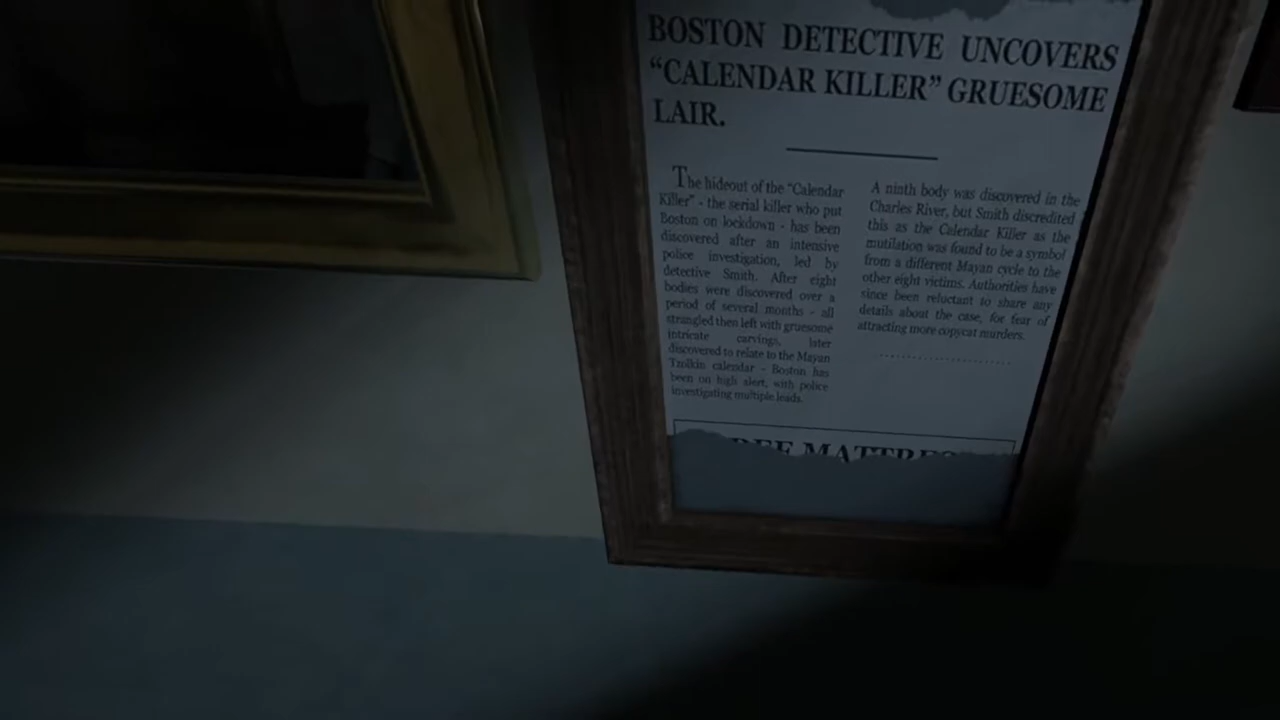 BOSTON DETECTIVE UNCOVERS
“CALENDAR KILLER” GRUESOME
LAIR.
The hideout of the “Calendar
Killer” - the serial killer who put
Boston on lockdown - has been
discovered after an intensive
police investigation, led by
detective Smith. After eight
bodies were discovered over a
period of several months - all
strangled then left with gruesome
intricate carvings, later
discovered to relate to the Mayan
Tzolkin calendar - Boston has
been on high alert, with police
investigating multiple leads.
A ninth body was discovered in the
Charles River, but Smith discredited
this as the Calendar Killer as the
mutilation was found to be a symbol
from a different Mayan cycle to the
other eight victims. Authorities have
since been reluctant to share any
details about the case, for fear of
attracting more copycat murders.